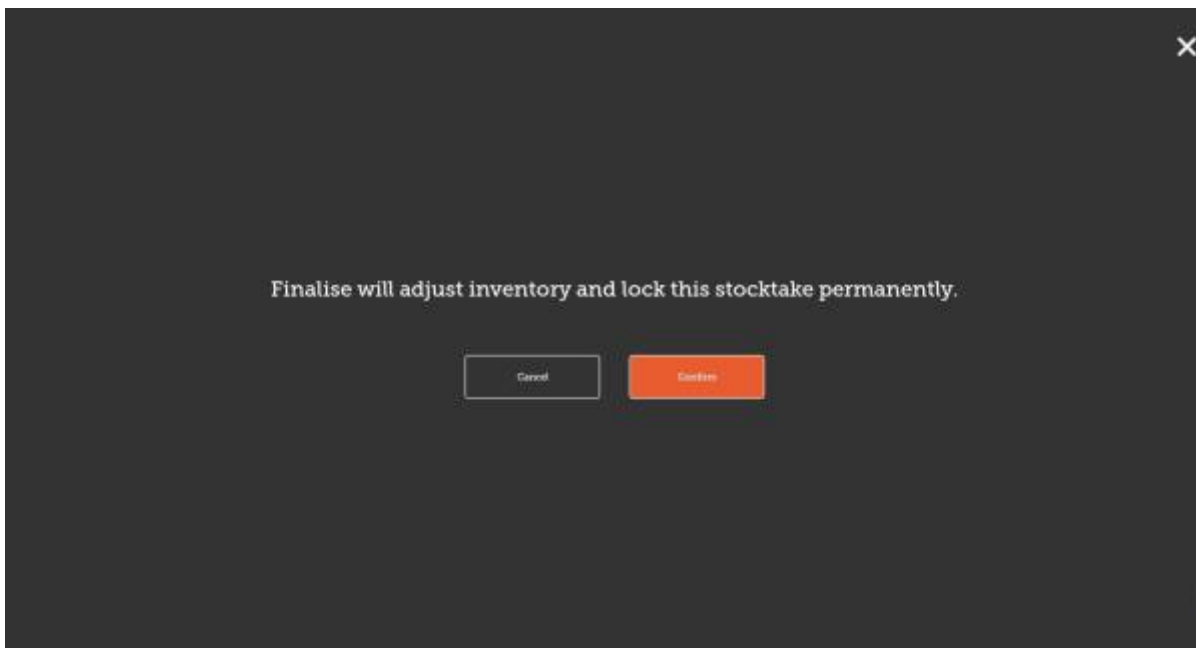 Finalise will adjust inventory and lock this stocktake permanently.
Cancel
Confirm